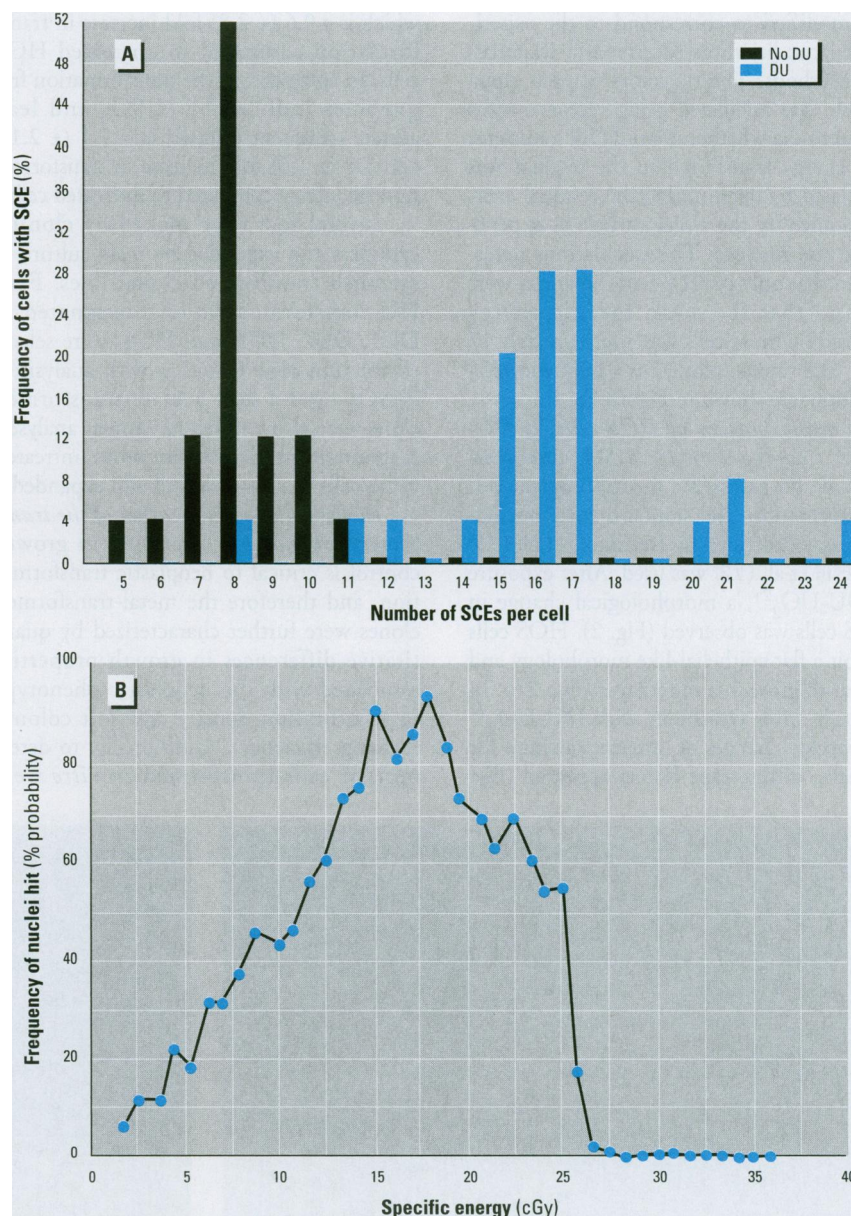 A
No DU
DU
52
48
44
40
36
32
28
24
20
16
12
8
4
0
Frequency of cells with SCE (%)
5 6 7 8 9 10 11 12 13 14 15 16 17 18 19 20 21 22 23 24
Number of SCEs per cell
B
100
80
60
40
20
0
Frequency of nuclei hit (% probability)
0 5 10 15 20 25 30 35 40
Specific energy (cGy)